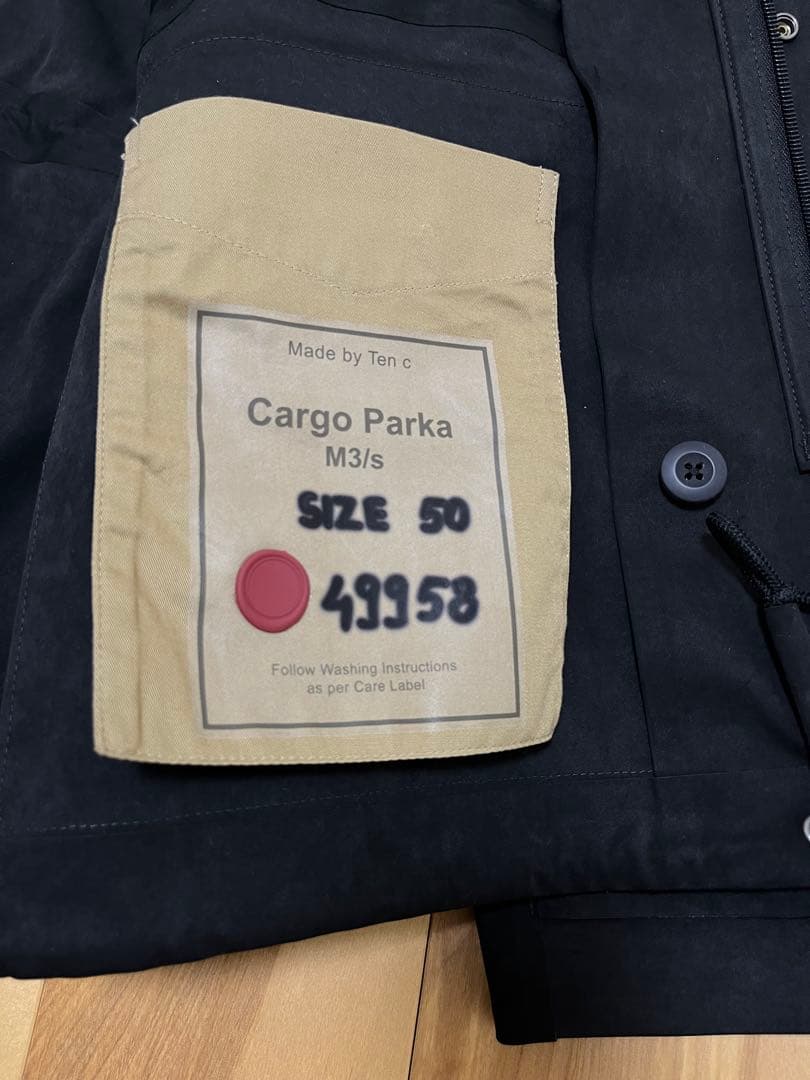 Made by Ten c
Cargo Parka
M3/s
SIZE 50
49958
Follow Washing Instructions
as per Care Label